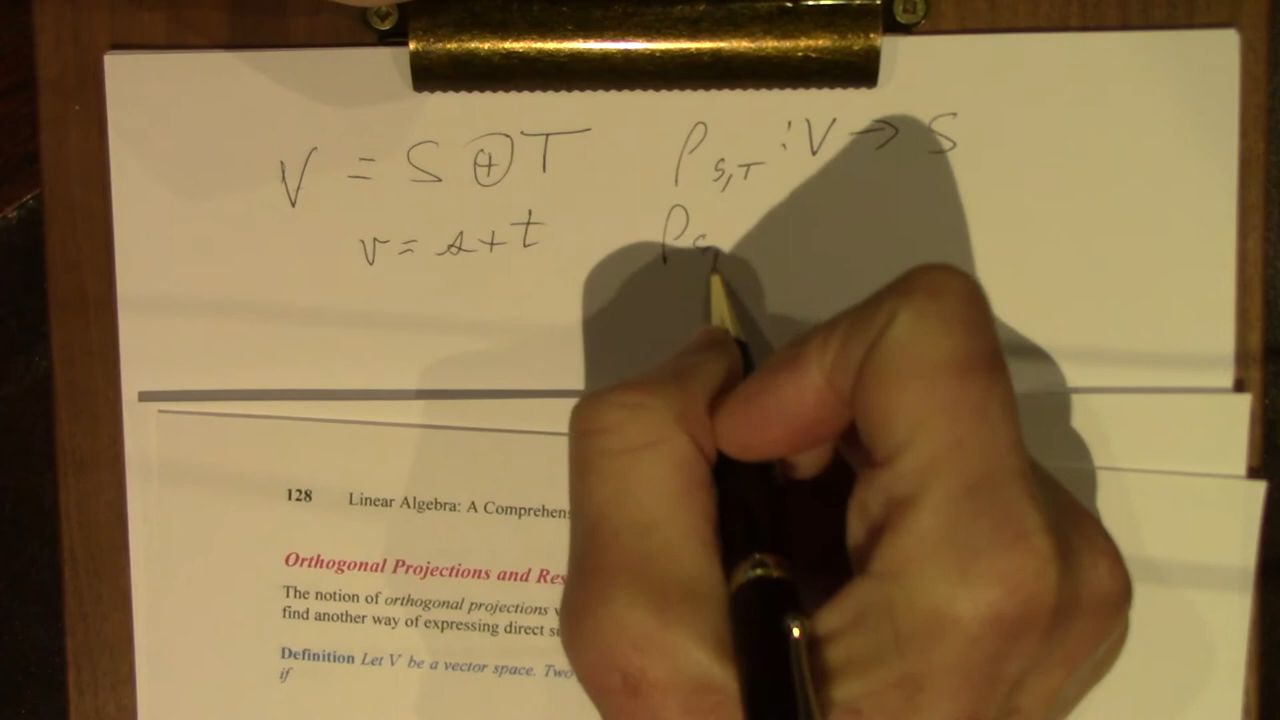 V = S ⊕ T
ρ_{S,T} : V → S
v = s + t
ρ_S
128 Linear Algebra: A Comprehens
Orthogonal Projections and Res
The notion of orthogonal projections
find another way of expressing direct
Definition Let V be a vector space. Two
if